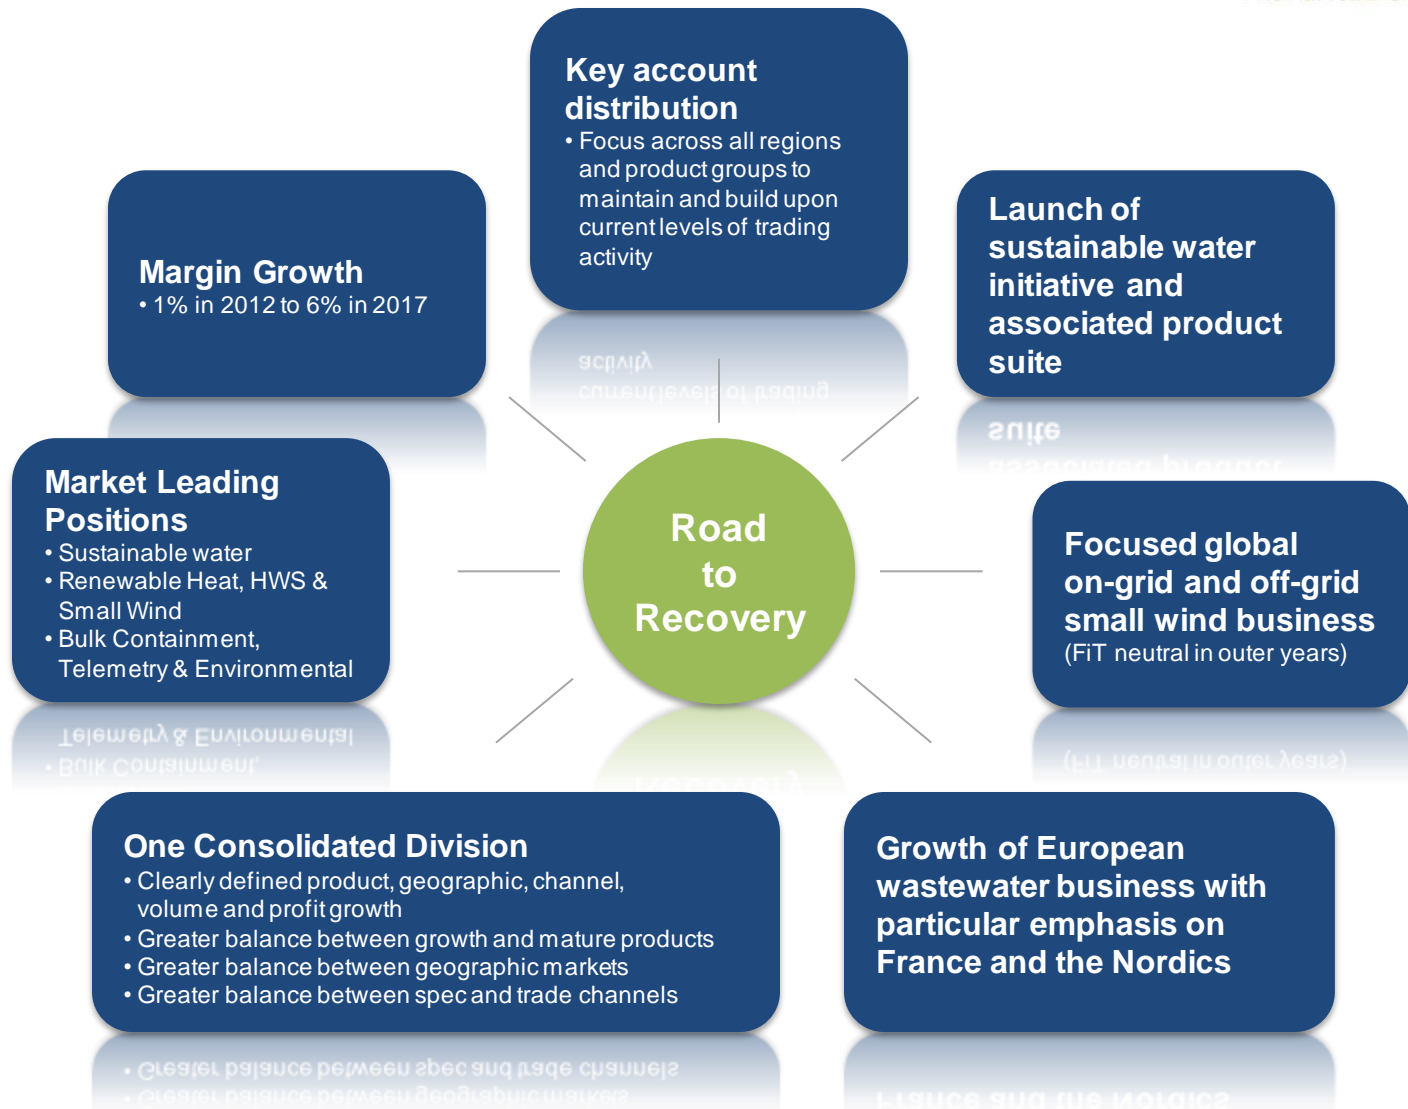 Key account
distribution
• Focus across all regions
and product groups to
maintain and build upon
current levels of trading
activity
Launch of
sustainable water
initiative and
associated product
suite
Focused global
on-grid and off-grid
small wind business
(FiT neutral in outer years)
Growth of European
wastewater business with
particular emphasis on
France and the Nordics
One Consolidated Division
• Clearly defined product, geographic, channel,
volume and profit growth
• Greater balance between growth and mature products
• Greater balance between geographic markets
• Greater balance between spec and trade channels
Market Leading
Positions
• Sustainable water
• Renewable Heat, HWS &
Small Wind
• Bulk Containment,
Telemetry & Environmental
Margin Growth
• 1% in 2012 to 6% in 2017
Road
to
Recovery